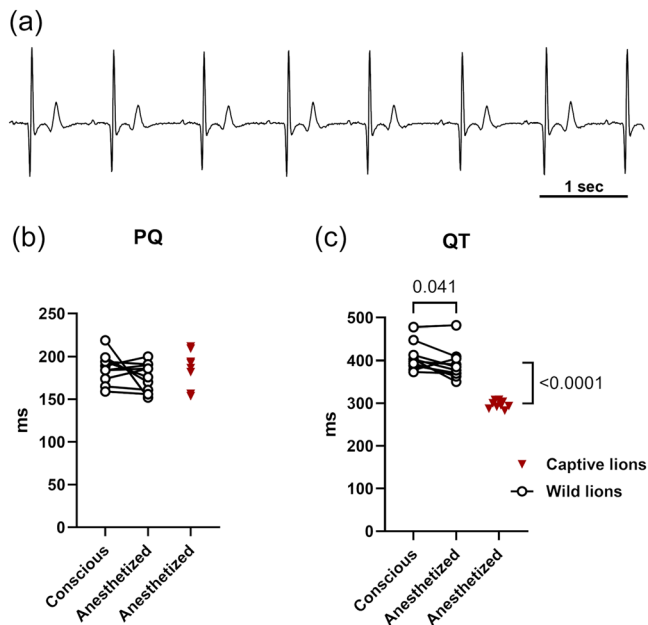 (a)
1 sec
(b)
PQ
ms
250
200
150
100
50
0
Conscious
Anesthetized
Anesthetized
(c)
QT
0.041
<0.0001
ms
500
400
300
200
100
0
Captive lions
Wild lions
Conscious
Anesthetized
Anesthetized